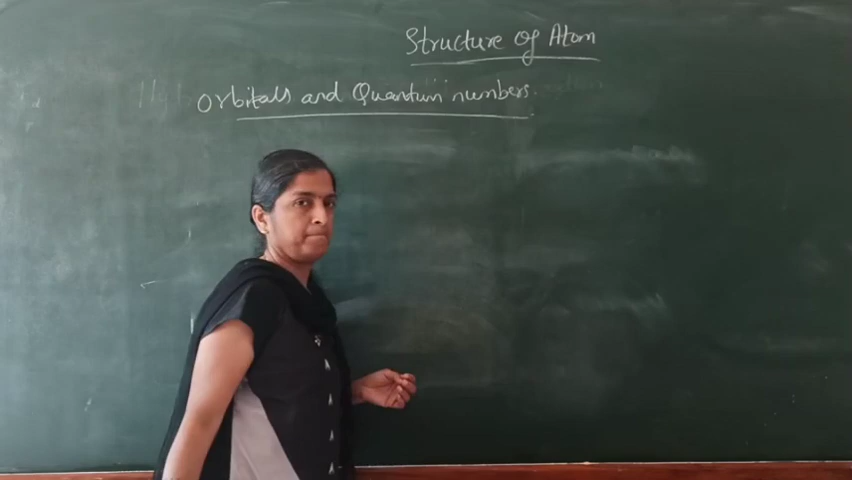 Structure of Atom
Orbitals and Quantum numbers.